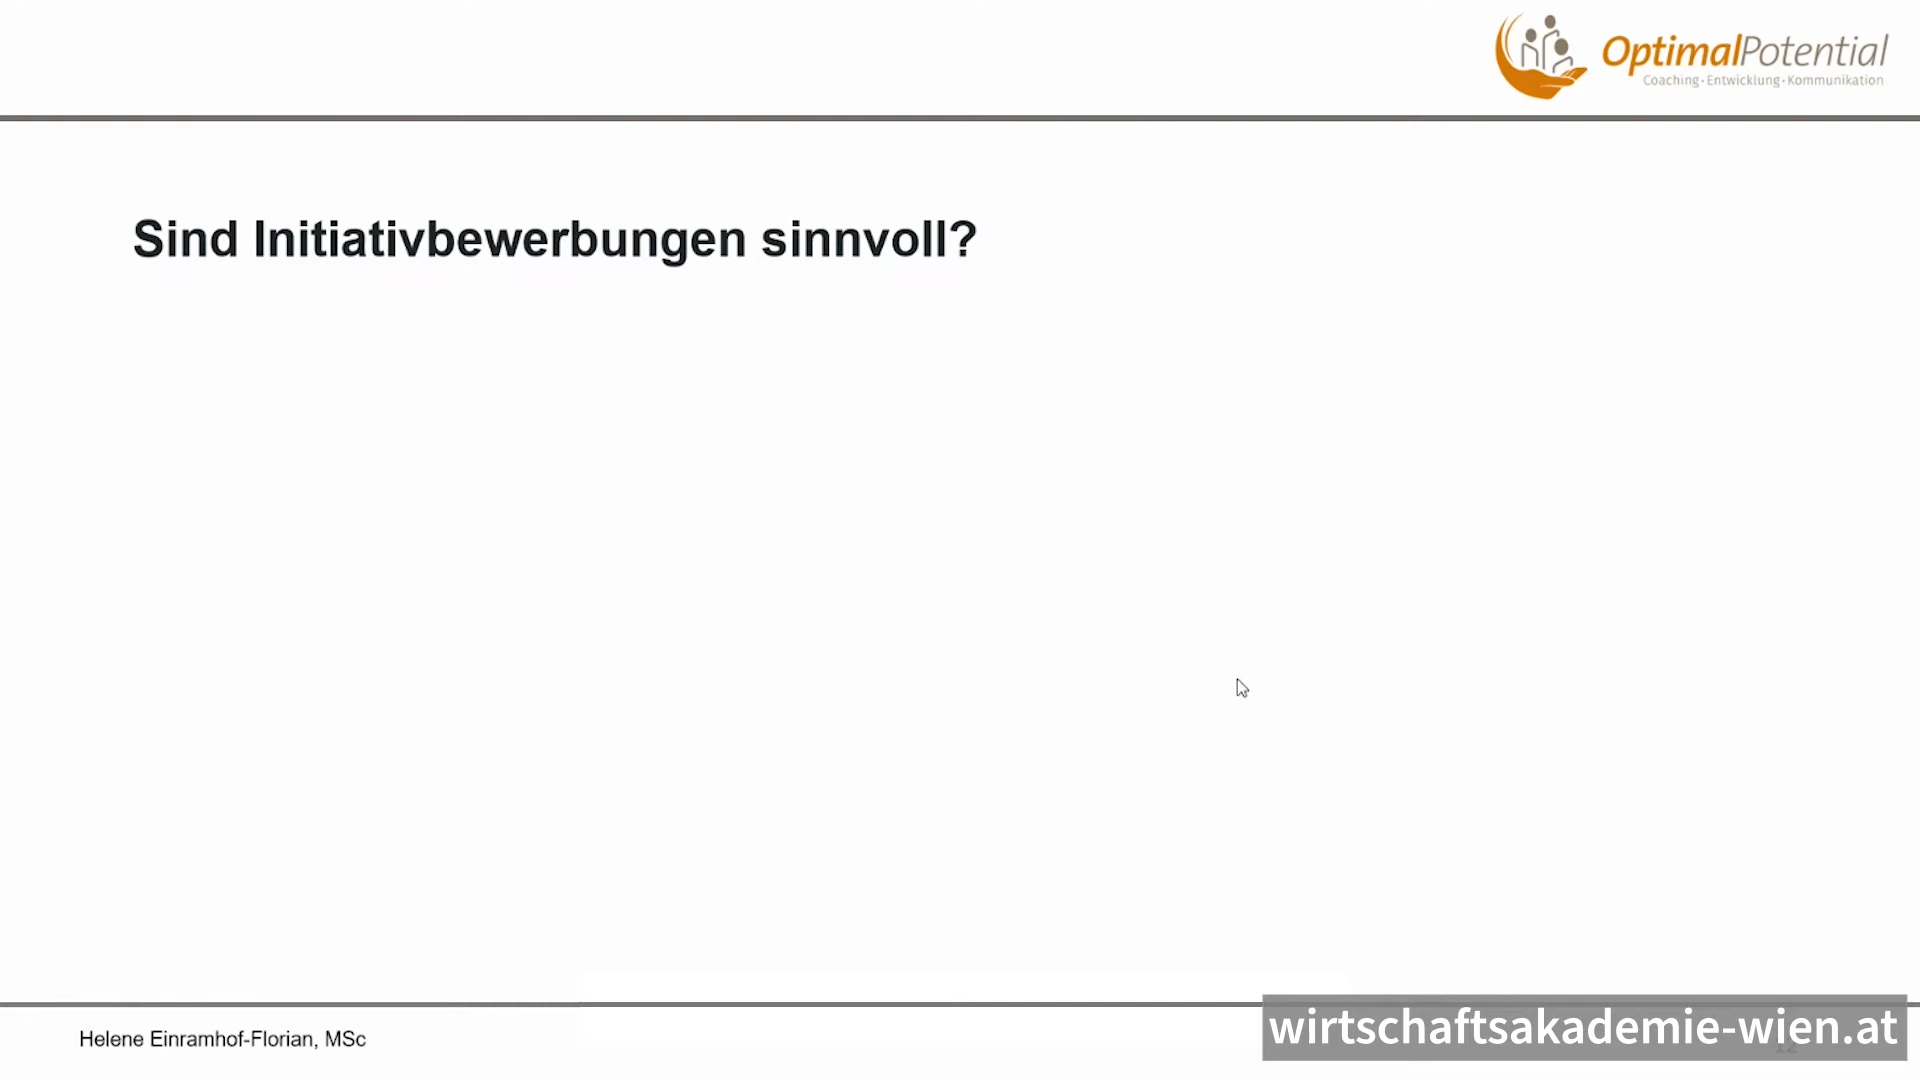 OptimalPotential
Coaching · Entwicklung · Kommunikation
Sind Initiativbewerbungen sinnvoll?
Helene Einramhof-Florian, MSc
wirtschaftsakademie-wien.at